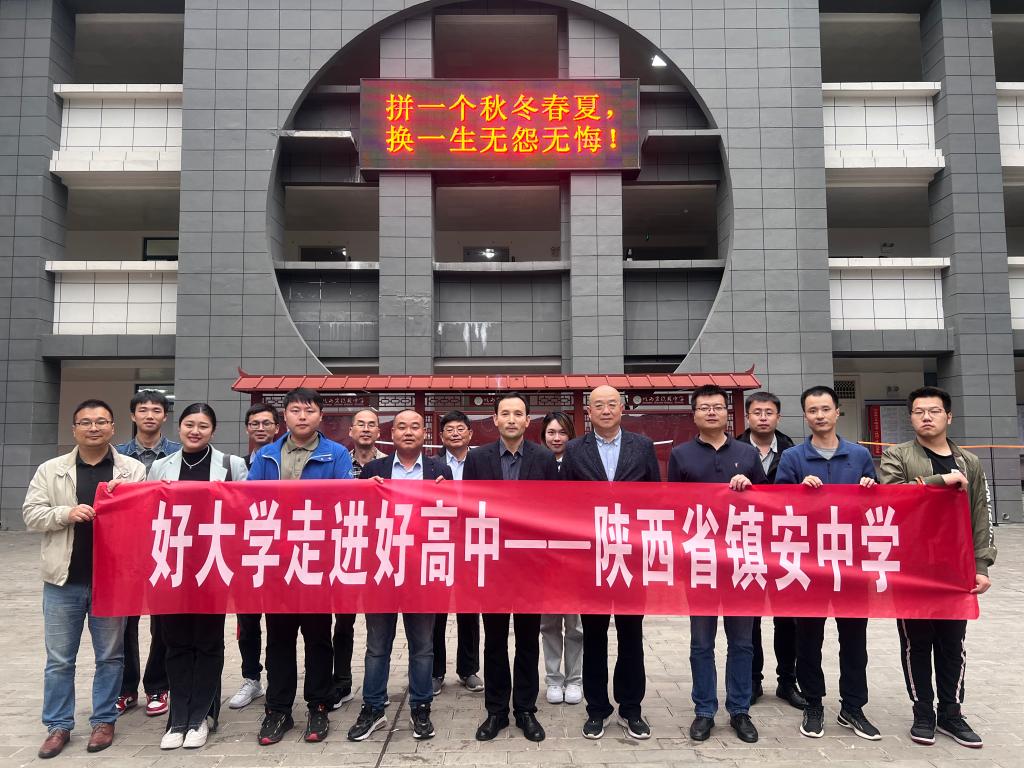 拼一个秋冬春夏，
换一生无怨无悔！
好大学走进好高中——陕西省镇安中学